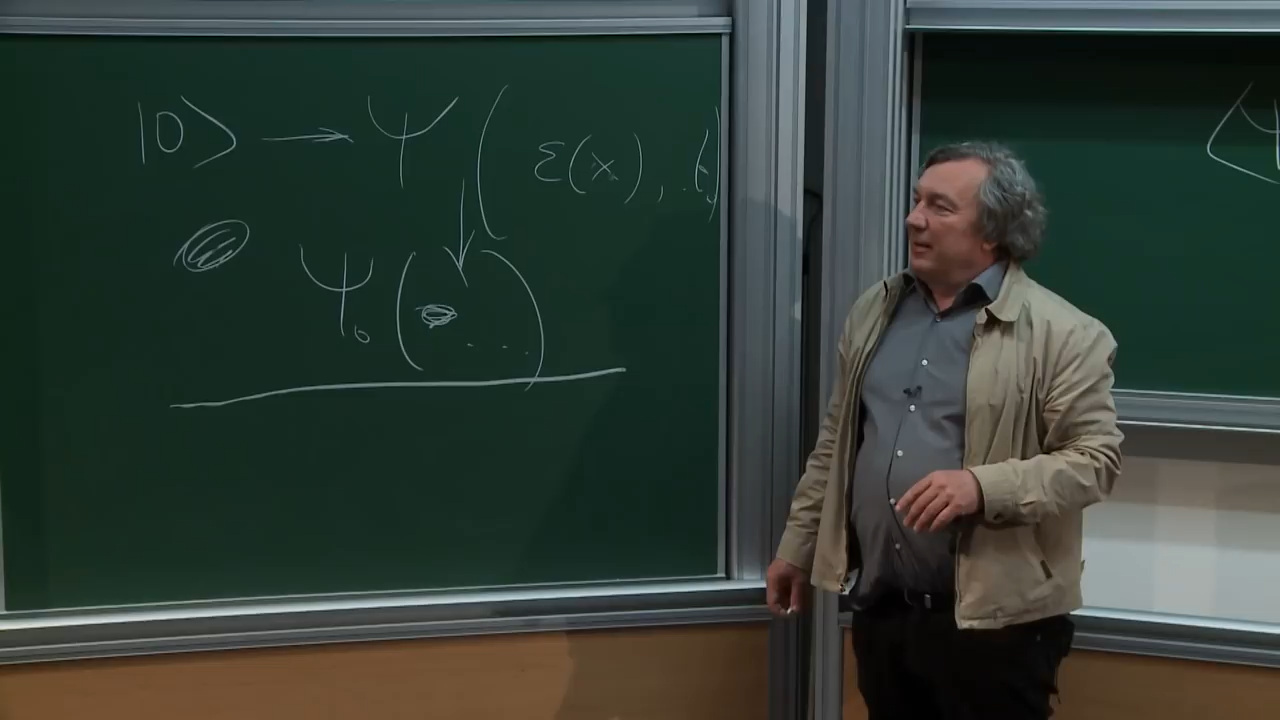 |0⟩ → Ψ ( ε(x), t )
Ψ₀ ( ... )